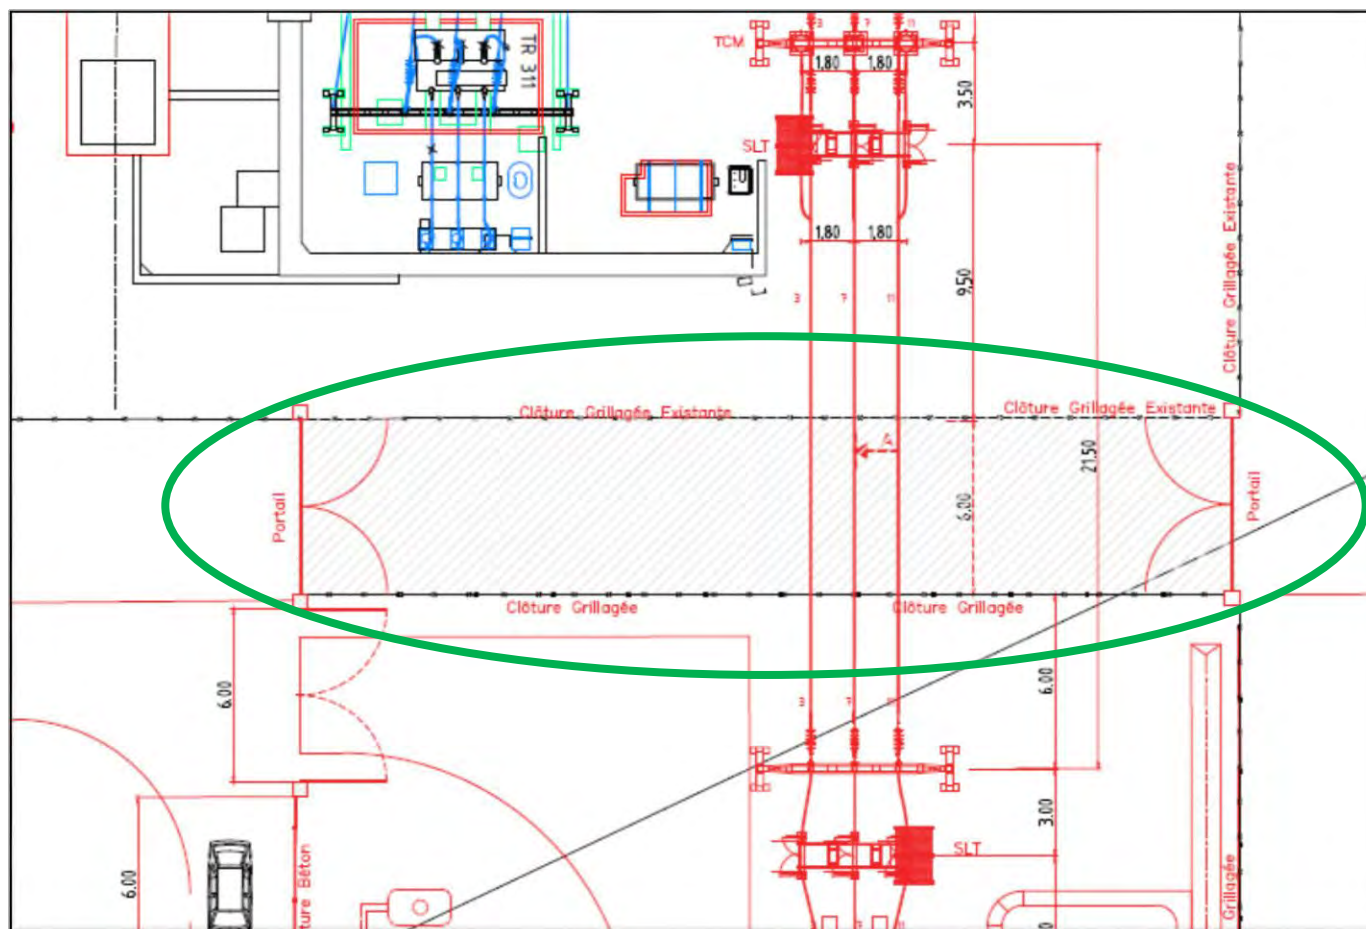 3 7 11
TCM
1,80 1,80
3.50
TR 311
SLT
1,80 1,80
9,50
Clôture Grillagée Existante
3 7 11
Clôture Grillagée Existante
Clôture Grillagée Existante
A
21,50
6.00
Portail
Portail
Clôture Grillagée
Clôture Grillagée
6.00
6.00
3.00
SLT
6.00
ture Béton
Grillagée